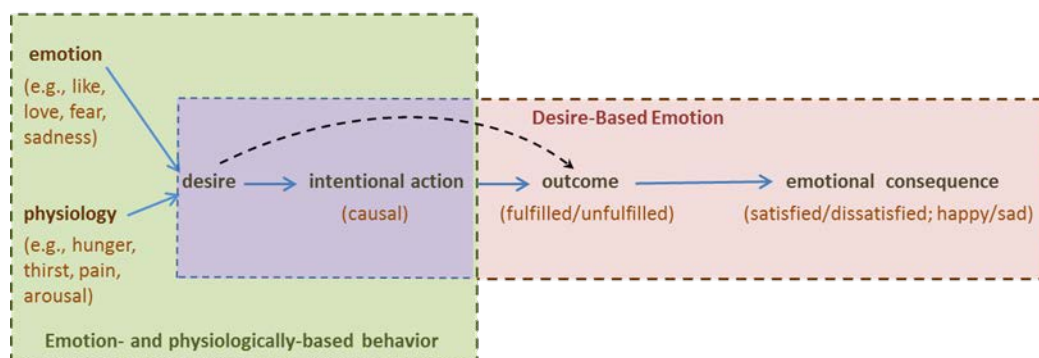 emotion
(e.g., like,
love, fear,
sadness)
physiology
(e.g., hunger,
thirst, pain,
arousal)
desire
intentional action
(causal)
Desire-Based Emotion
outcome
(fulfilled/unfulfilled)
emotional consequence
(satisfied/dissatisfied; happy/sad)
Emotion- and physiologically-based behavior